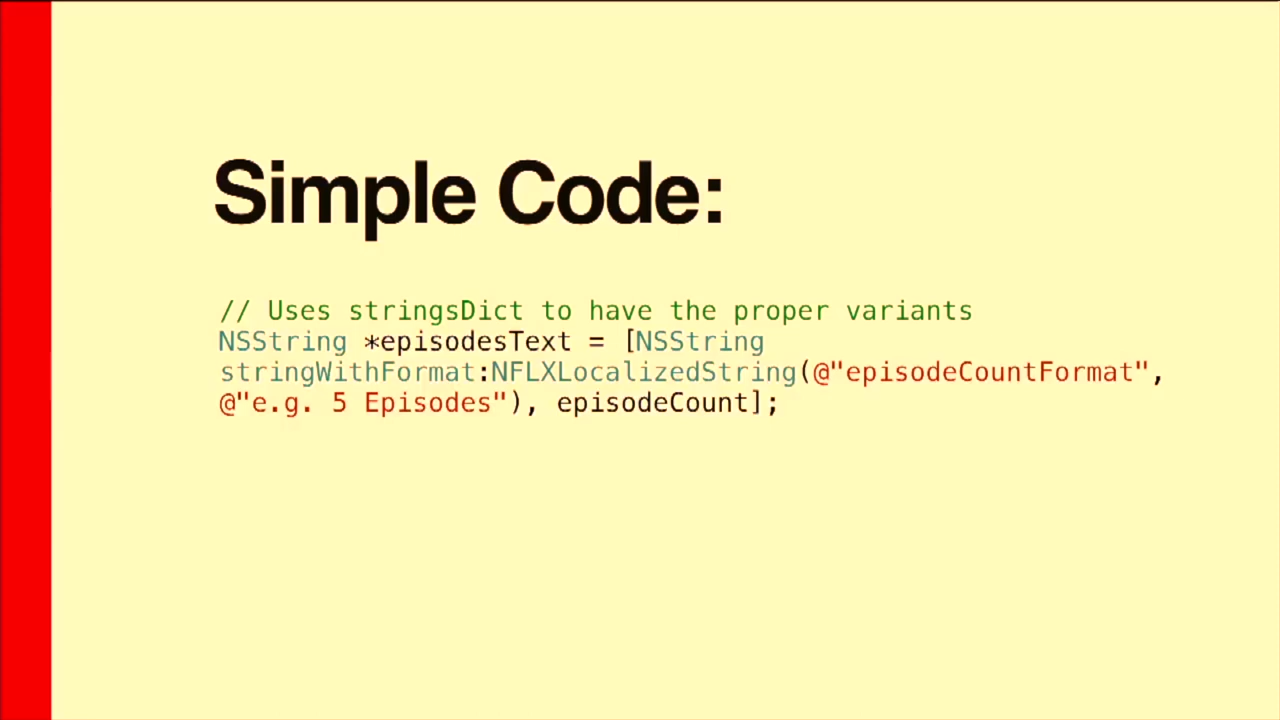 Simple Code:
// Uses stringsDict to have the proper variants
NSString *episodesText = [NSString
stringWithFormat:NFLXLocalizedString(@"episodeCountFormat",
@"e.g. 5 Episodes"), episodeCount];